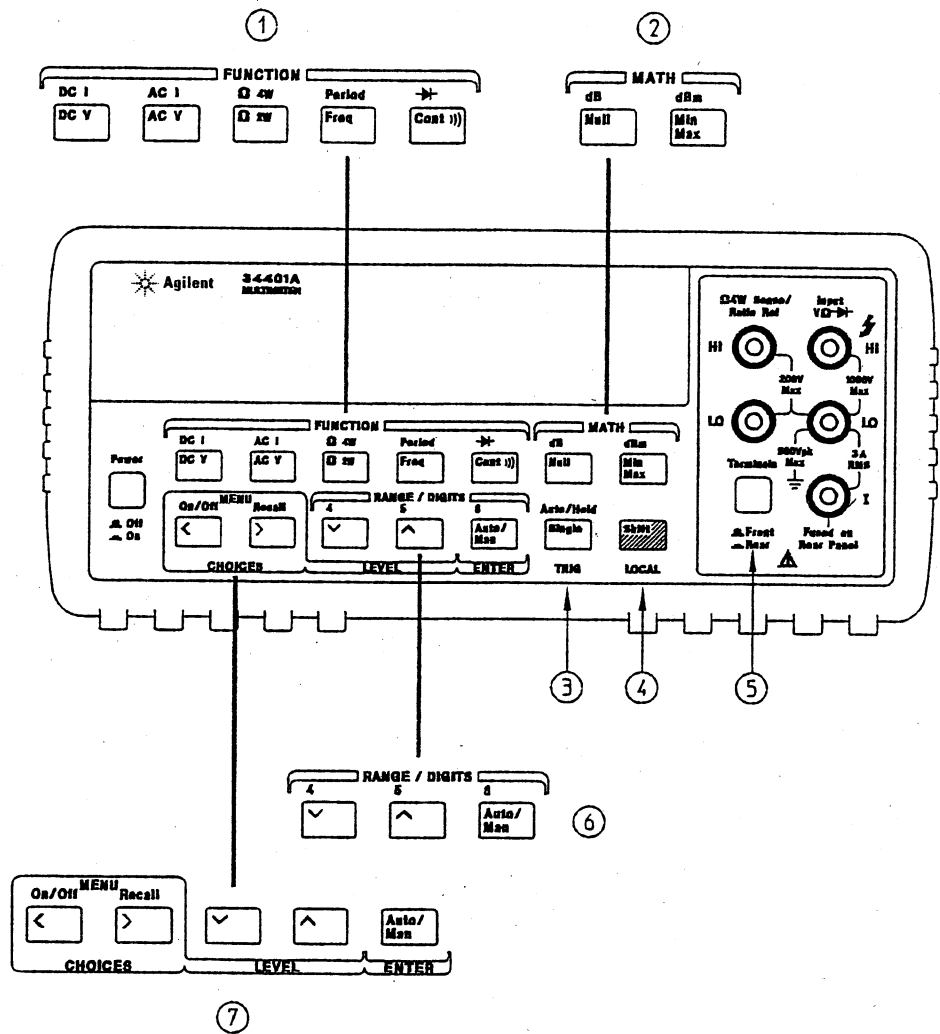 1
2
FUNCTION
MATH
DC I AC I Ω 4W Period
DC V AC V Ω 2W Freq Cont )))
dB dBm
Null Min Max
Agilent 34401A
MULTIMETER
Ω4W Sense/ Ratio Ref
Input VΩ
HI HI
200V Max
1000V Max
LO LO
500Vpk Max
3A RMS
Terminals
I
Front
Rear
Fused on Rear Panel
FUNCTION
MATH
DC I AC I Ω 4W Period
dB dBm
Power
DC V AC V Ω 2W Freq Cont )))
Null Min Max
Off
On
MENU
On/Off Recall
RANGE / DIGITS
4 5 6
Auto/Hold
< > Auto/ Man
Single Shift
CHOICES LEVEL ENTER
TRIG LOCAL
3
4
5
RANGE / DIGITS
4 5 6
Auto/ Man
6
MENU
On/Off Recall
< > Auto/ Man
CHOICES LEVEL ENTER
7